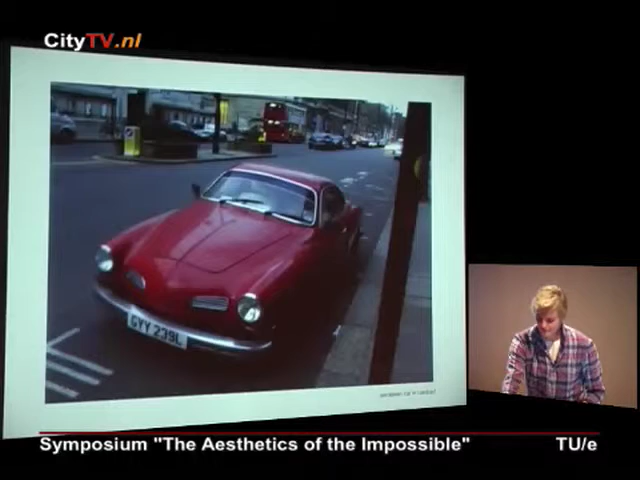 CityTV.nl
GYY 239L
Symposium "The Aesthetics of the Impossible"
TU/e